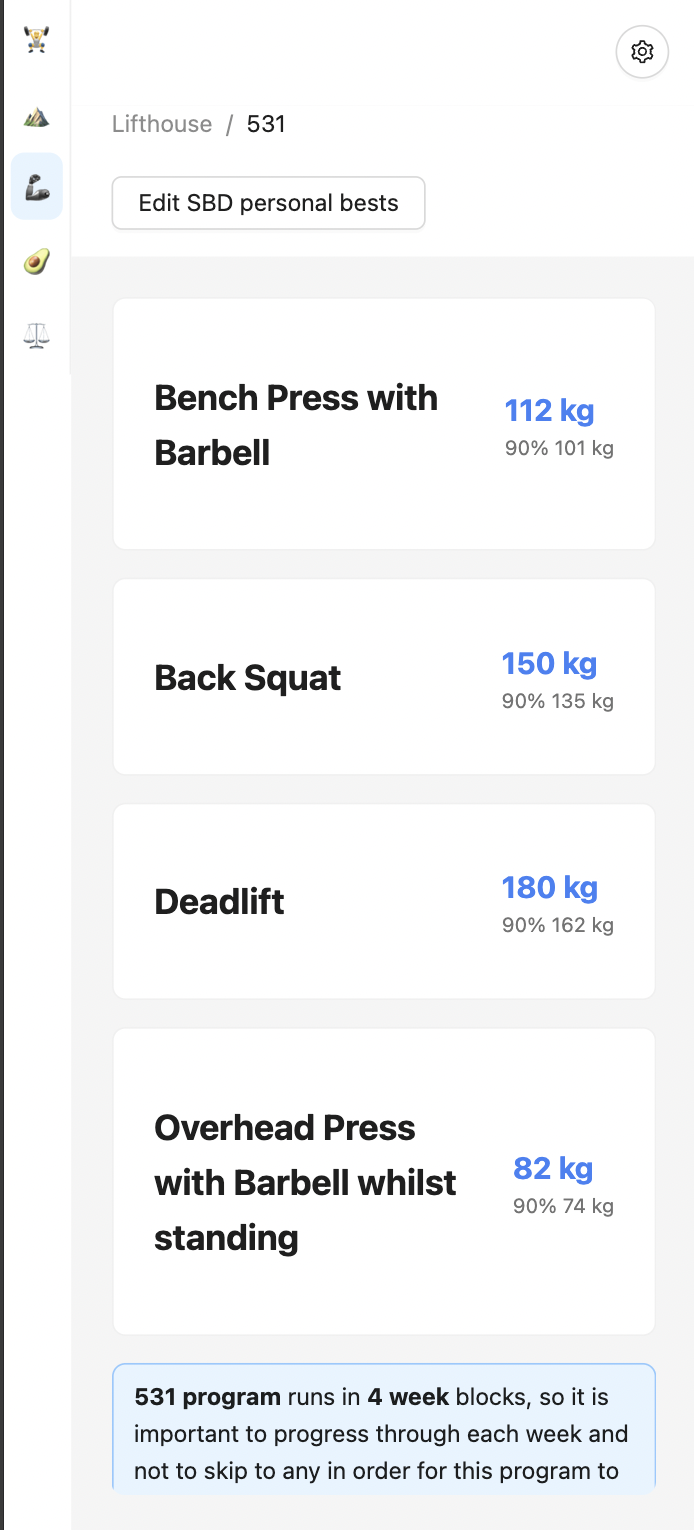 Lifthouse / 531
Edit SBD personal bests
Bench Press with
Barbell
112 kg
90% 101 kg
Back Squat
150 kg
90% 135 kg
Deadlift
180 kg
90% 162 kg
Overhead Press
with Barbell whilst
standing
82 kg
90% 74 kg
531 program runs in 4 week blocks, so it is
important to progress through each week and
not to skip to any in order for this program to